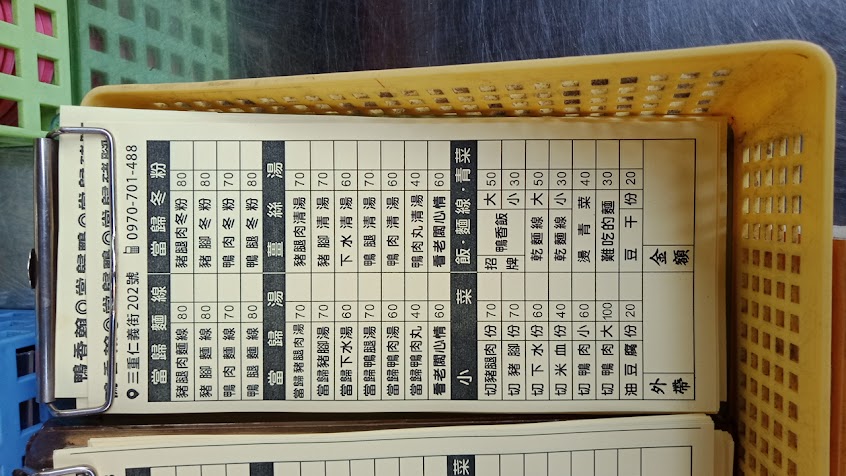 鴨香翰◎當歸鴨◎當歸豬腳
三重仁義街202號 0970-701-488
當歸麵線 當歸冬粉
豬腿肉麵線 80 豬腿肉冬粉 80
豬腳麵線 80 豬腳冬粉 80
鴨肉麵線 70 鴨肉冬粉 70
鴨腿麵線 80 鴨腿冬粉 80
當歸湯 薑絲湯
當歸豬腿肉湯 70 豬腿肉清湯 70
當歸豬腳湯 70 豬腳清湯 70
當歸下水湯 60 下水清湯 60
當歸鴨腿湯 70 鴨腿清湯 70
當歸鴨肉湯 60 鴨肉清湯 60
當歸鴨肉丸 40 鴨肉丸清湯 40
看老闆心情 60 看老闆心情 60
小菜 飯·麵線·青菜
切豬腿肉 份 70 招牌鴨香飯 大 50
切豬腳 份 70 小 30
切下水 份 60 乾麵線 大 50
切米血 份 40 乾麵線 小 30
切鴨肉 小 60 燙青菜 40
切鴨肉 大 100 難吃的麵 30
油豆腐 份 20 豆干 份 20
外帶 金額
菜